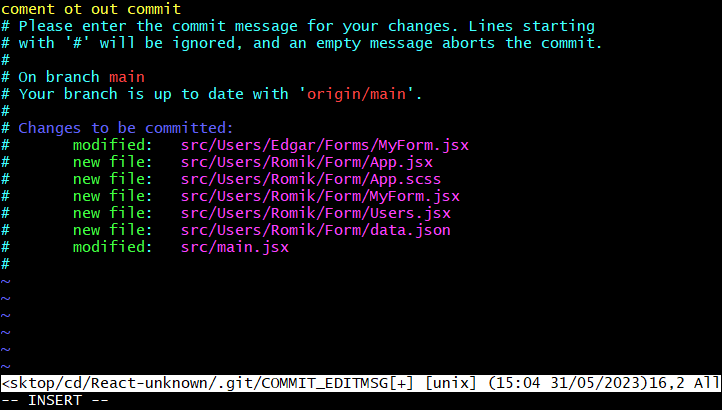 coment ot out commit
# Please enter the commit message for your changes. Lines starting
# with '#' will be ignored, and an empty message aborts the commit.
#
# On branch main
# Your branch is up to date with 'origin/main'.
#
# Changes to be committed:
#       modified:   src/Users/Edgar/Forms/MyForm.jsx
#       new file:   src/Users/Romik/Form/App.jsx
#       new file:   src/Users/Romik/Form/App.scss
#       new file:   src/Users/Romik/Form/MyForm.jsx
#       new file:   src/Users/Romik/Form/Users.jsx
#       new file:   src/Users/Romik/Form/data.json
#       modified:   src/main.jsx
#
~
~
~
~
~
~
<sktop/cd/React-unknown/.git/COMMIT_EDITMSG[+] [unix] (15:04 31/05/2023)16,2 All
-- INSERT --